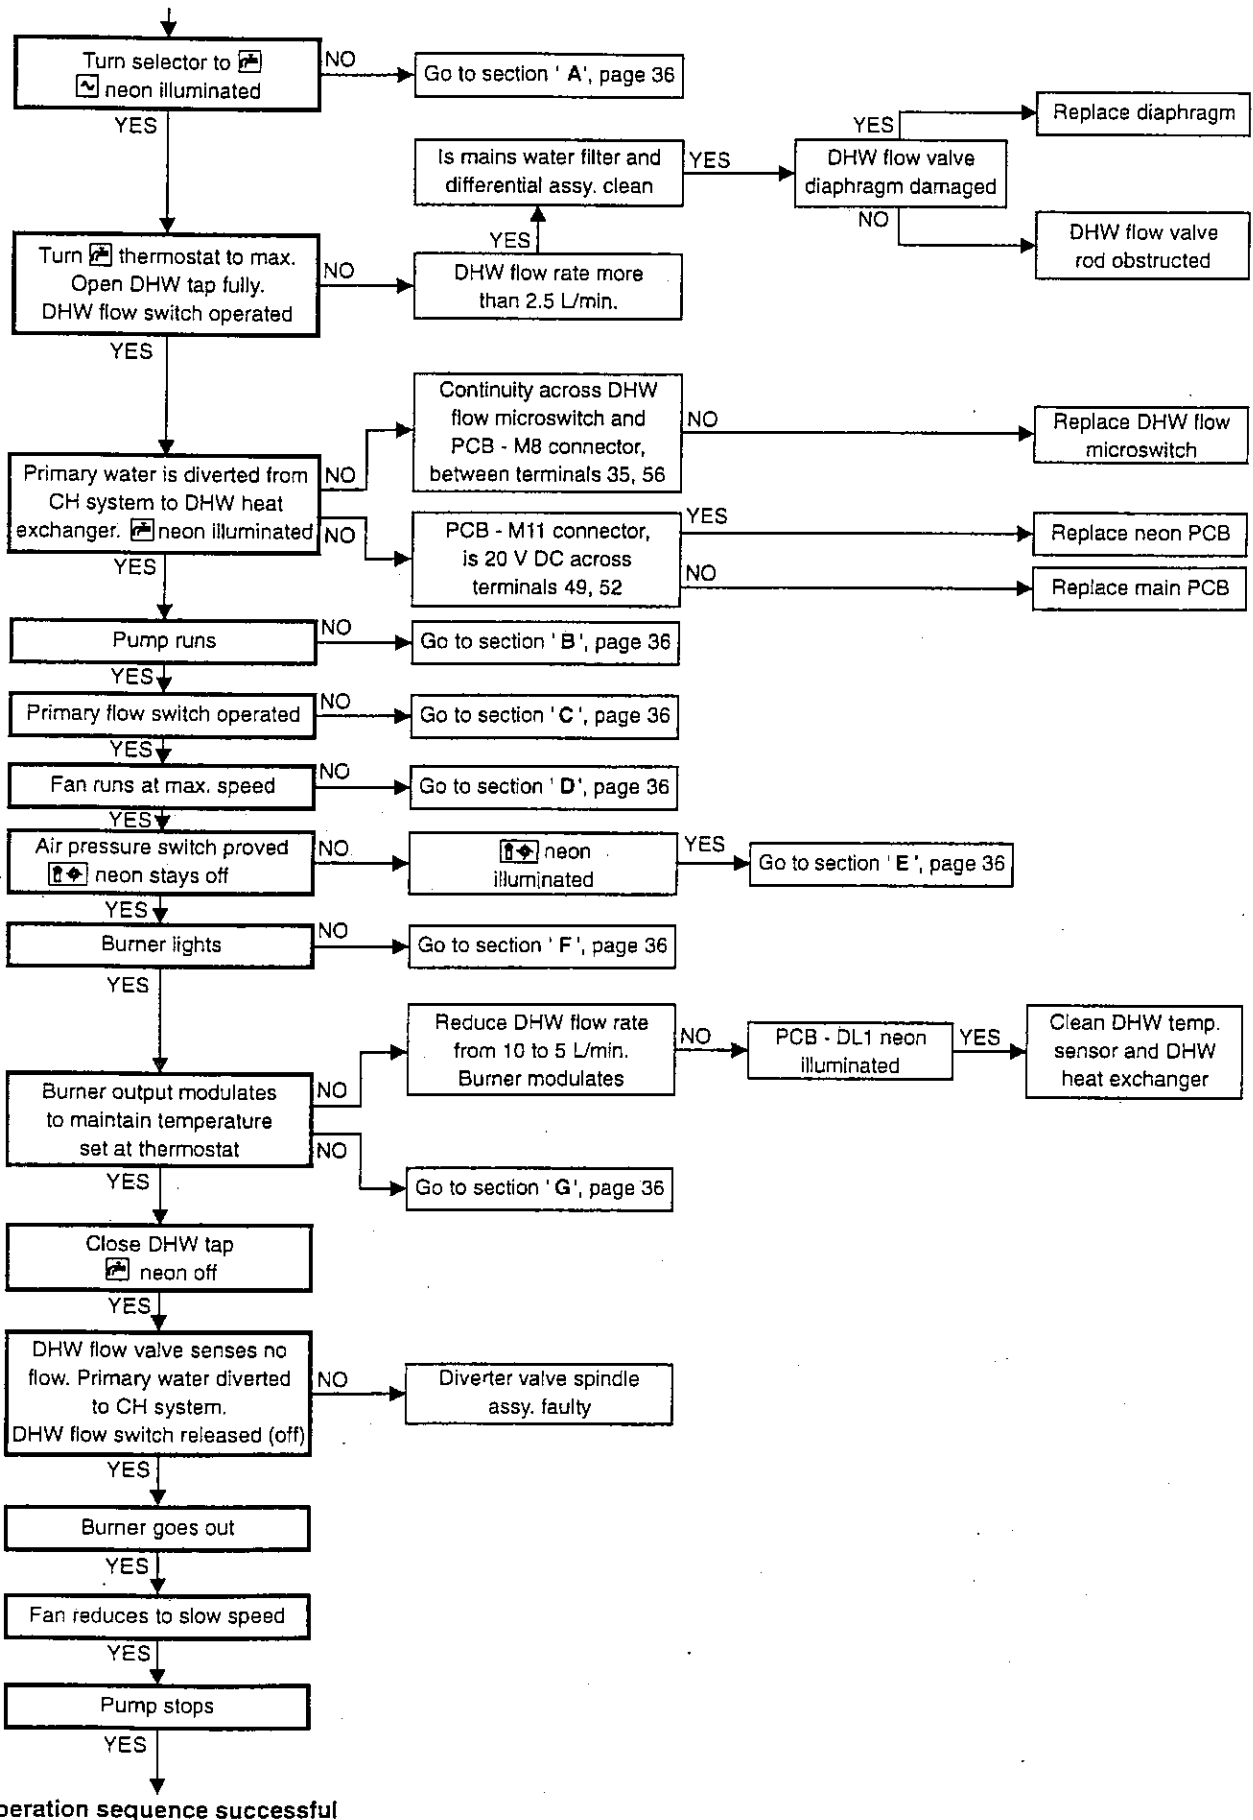 Turn selector to
neon illuminated
NO
Go to section ' A', page 36
YES
Replace diaphragm
YES
Is mains water filter and
differential assy. clean
YES
DHW flow valve
diaphragm damaged
NO
DHW flow valve
rod obstructed
YES
Turn thermostat to max.
Open DHW tap fully.
DHW flow switch operated
NO
DHW flow rate more
than 2.5 L/min.
YES
Continuity across DHW
flow microswitch and
PCB - M8 connector,
between terminals 35, 56
NO
Replace DHW flow
microswitch
Primary water is diverted from
CH system to DHW heat
exchanger. neon illuminated
NO
NO
PCB - M11 connector,
is 20 V DC across
terminals 49, 52
YES
Replace neon PCB
NO
Replace main PCB
YES
Pump runs
NO
Go to section ' B', page 36
YES
Primary flow switch operated
NO
Go to section 'C', page 36
YES
Fan runs at max. speed
NO
Go to section ' D', page 36
YES
Air pressure switch proved
neon stays off
NO
neon
illuminated
YES
Go to section 'E', page 36
YES
Burner lights
NO
Go to section ' F', page 36
YES
Reduce DHW flow rate
from 10 to 5 L/min.
Burner modulates
NO
PCB - DL1 neon
illuminated
YES
Clean DHW temp.
sensor and DHW
heat exchanger
Burner output modulates
to maintain temperature
set at thermostat
NO
NO
Go to section 'G', page 36
YES
Close DHW tap
neon off
YES
DHW flow valve senses no
flow. Primary water diverted
to CH system.
DHW flow switch released (off)
NO
Diverter valve spindle
assy. faulty
YES
Burner goes out
YES
Fan reduces to slow speed
YES
Pump stops
YES
peration sequence successful